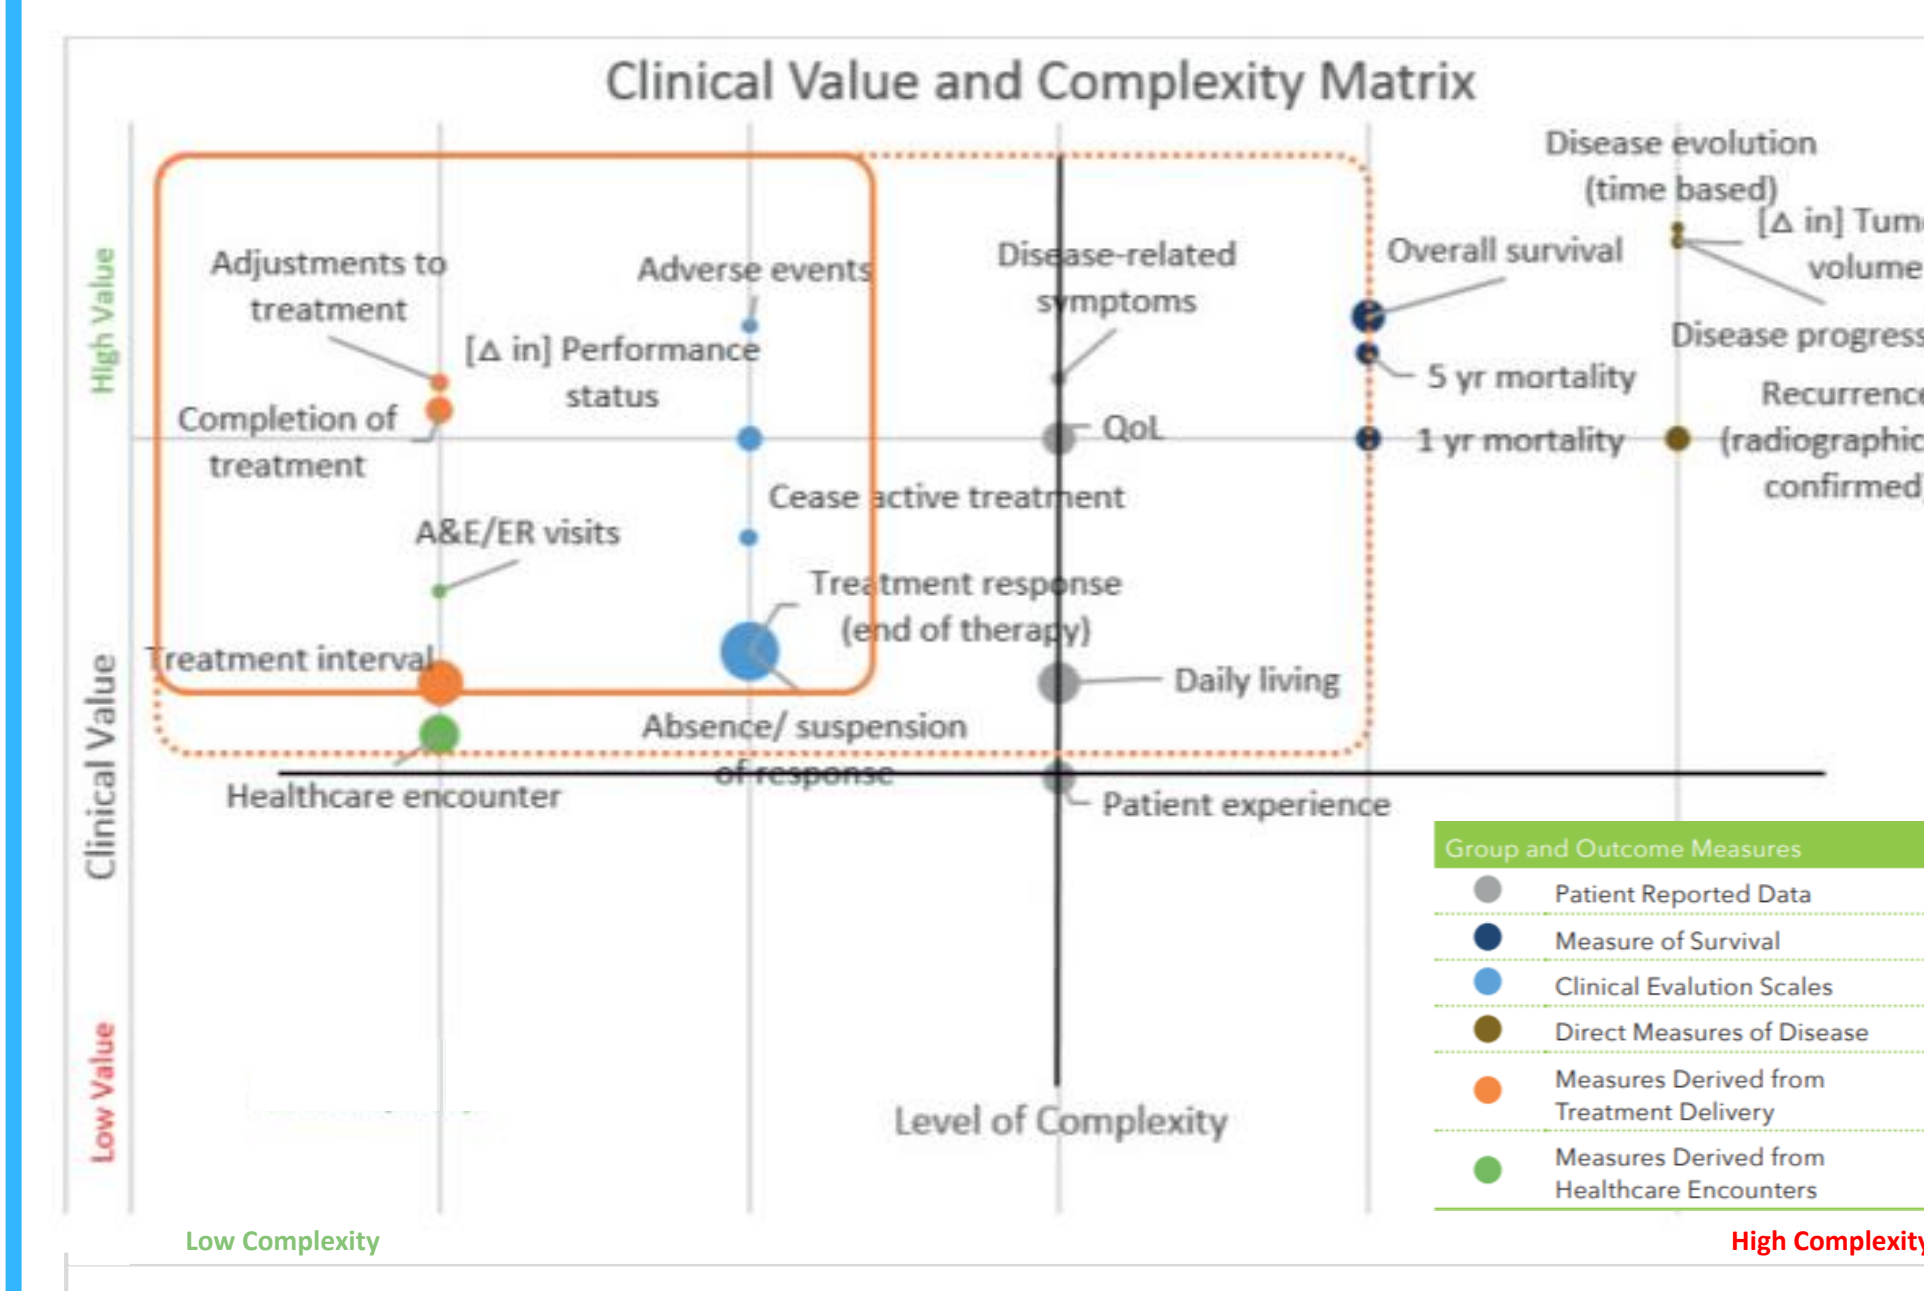 Clinical Value and Complexity Matrix
Disease evolution
(time based)
[Δ in] Tum
volume
Overall survival
Disease-related
symptoms
Adverse events
Adjustments to
treatment
High Value
[Δ in] Performance
status
Disease progress
5 yr mortality
Recurrence
(radiographic
confirmed)
1 yr mortality
QoL
Completion of
treatment
Cease active treatment
A&E/ER visits
Treatment response
(end of therapy)
Treatment interval
Daily living
Absence/ suspension
of response
Clinical Value
Healthcare encounter
Patient experience
Group and Outcome Measures
Patient Reported Data
Measure of Survival
Clinical Evalution Scales
Direct Measures of Disease
Measures Derived from
Treatment Delivery
Measures Derived from
Healthcare Encounters
Low Value
Level of Complexity
Low Complexity
High Complexity